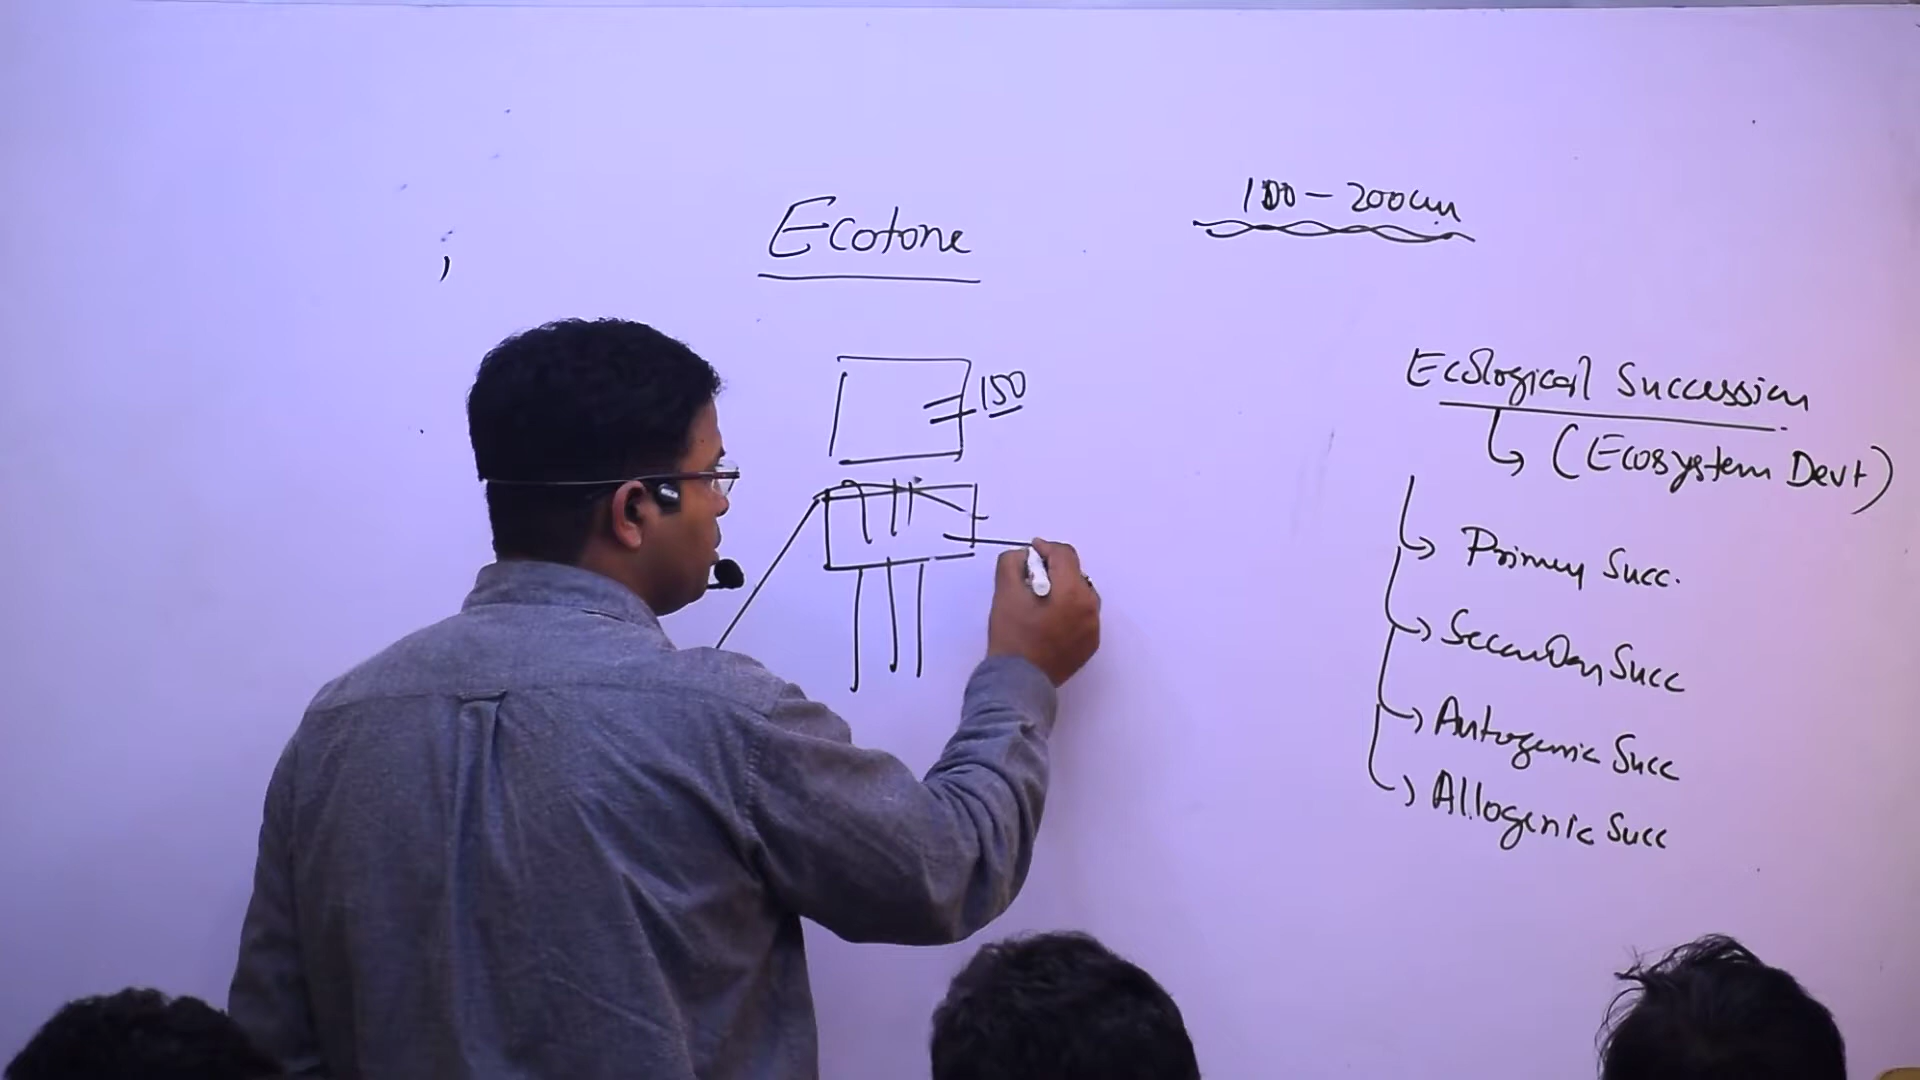 Ecotone
100 - 200cm
150
Ecological Succession
(Ecosystem Devt)
Primary Succ.
Secondary Succ
Autogenic Succ
Allogenic Succ